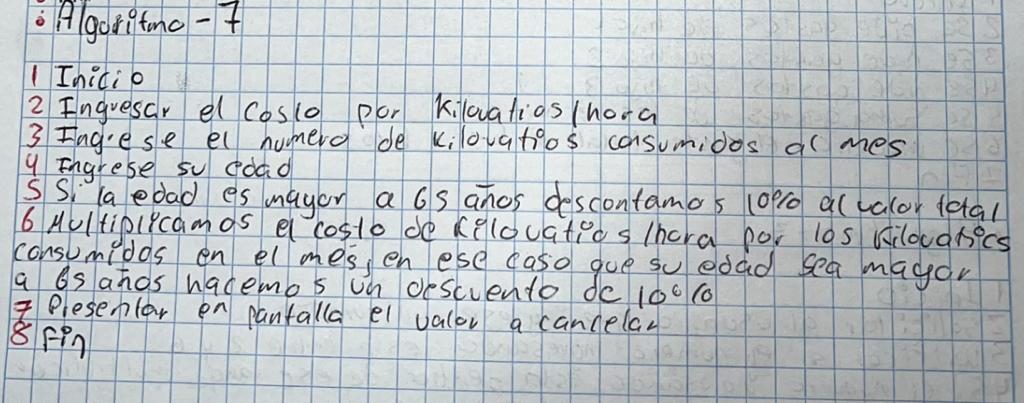 : Algoritmo - 7
1 Inicio
2 Ingresar el Costo por Kilovatios/hora
3 Ingrese el numero de Kilovatios consumidos al mes
4 Ingrese su edad
5 Si la edad es mayor a 65 años descontamos 10% al valor total
6 Multiplicamos el costo de Kilovatios/hora por los Kilovatios
consumidos en el mes, en ese caso que su edad sea mayor
a 65 años hacemos un descuento de 10%
7 Presentar en pantalla el valor a cancelar
8 Fin